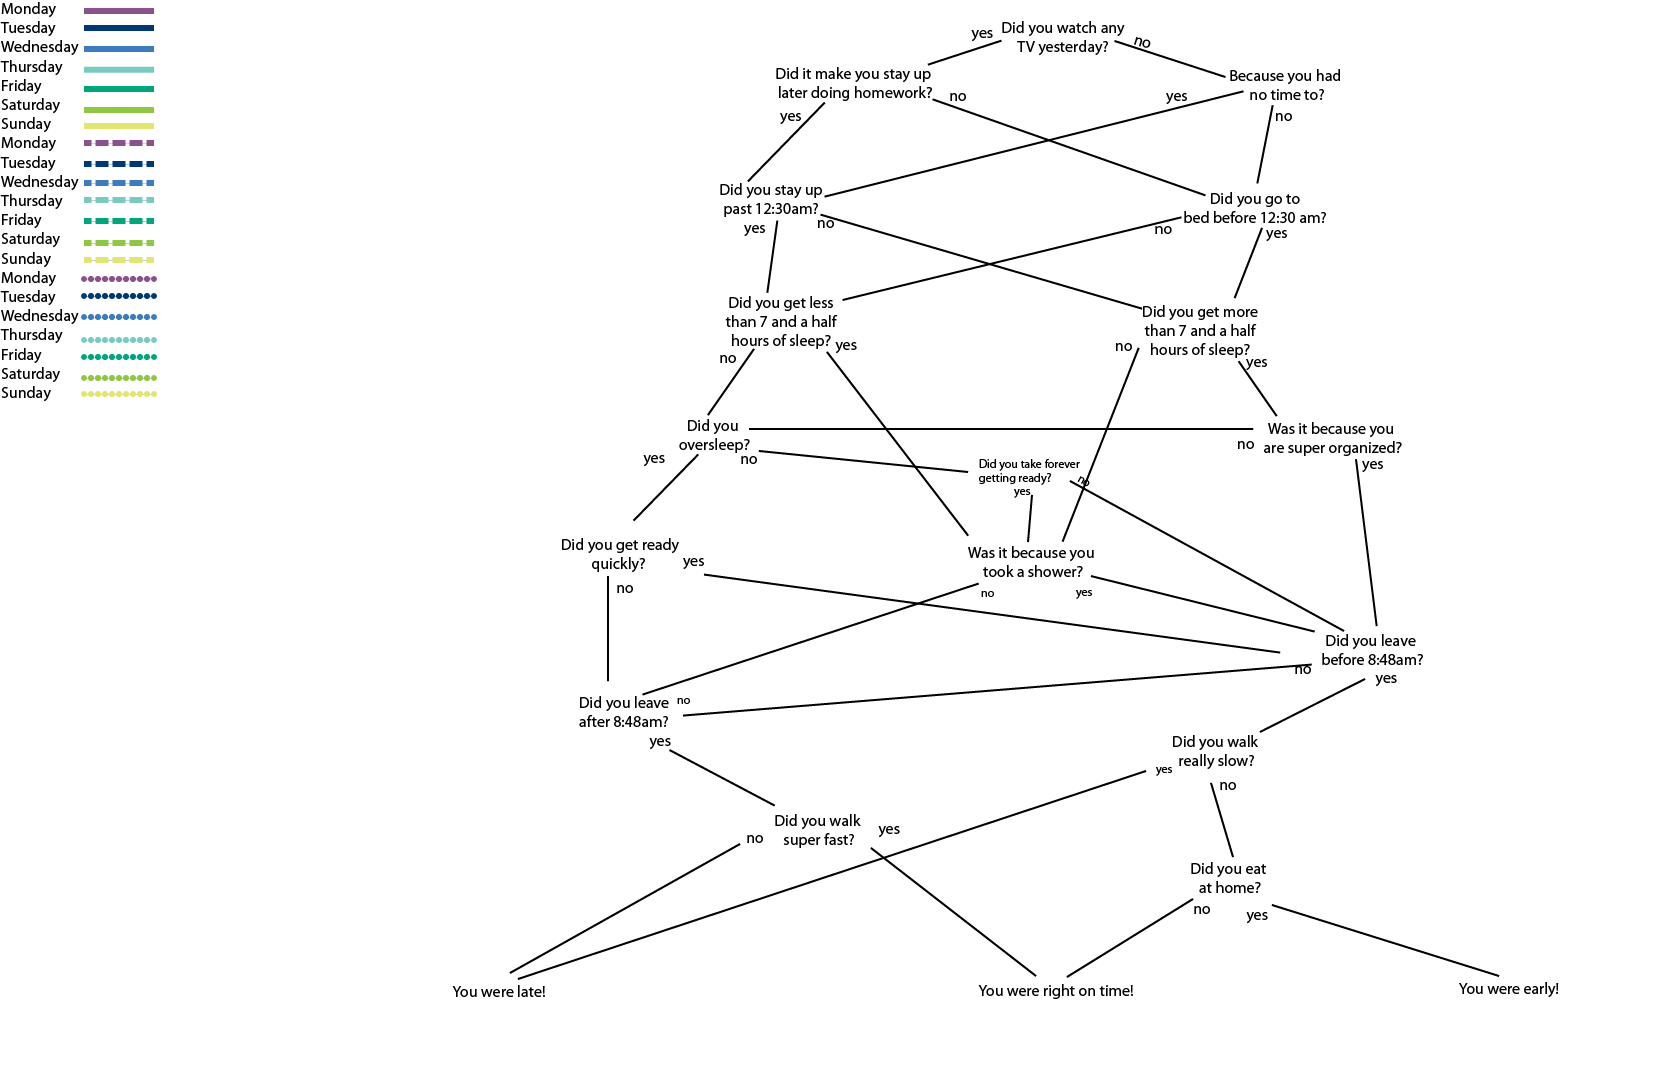 Monday
Tuesday
Wednesday
Thursday
Friday
Saturday
Sunday
Monday
Tuesday
Wednesday
Thursday
Friday
Saturday
Sunday
Monday
Tuesday
Wednesday
Thursday
Friday
Saturday
Sunday
Did you watch any
TV yesterday?
yes
no
Did it make you stay up
later doing homework?
yes
no
Because you had
no time to?
yes
no
Did you stay up
past 12:30am?
yes
no
Did you go to
bed before 12:30 am?
no
yes
Did you get less
than 7 and a half
hours of sleep?
no
yes
Did you get more
than 7 and a half
hours of sleep?
no
yes
Did you
oversleep?
yes
no
Was it because you
are super organized?
no
yes
Did you take forever
getting ready?
yes
no
Did you get ready
quickly?
yes
no
Was it because you
took a shower?
no
yes
Did you leave
before 8:48am?
no
yes
Did you leave
after 8:48am?
no
yes
Did you walk
really slow?
yes
no
Did you walk
super fast?
no
yes
Did you eat
at home?
no
yes
You were late!
You were right on time!
You were early!